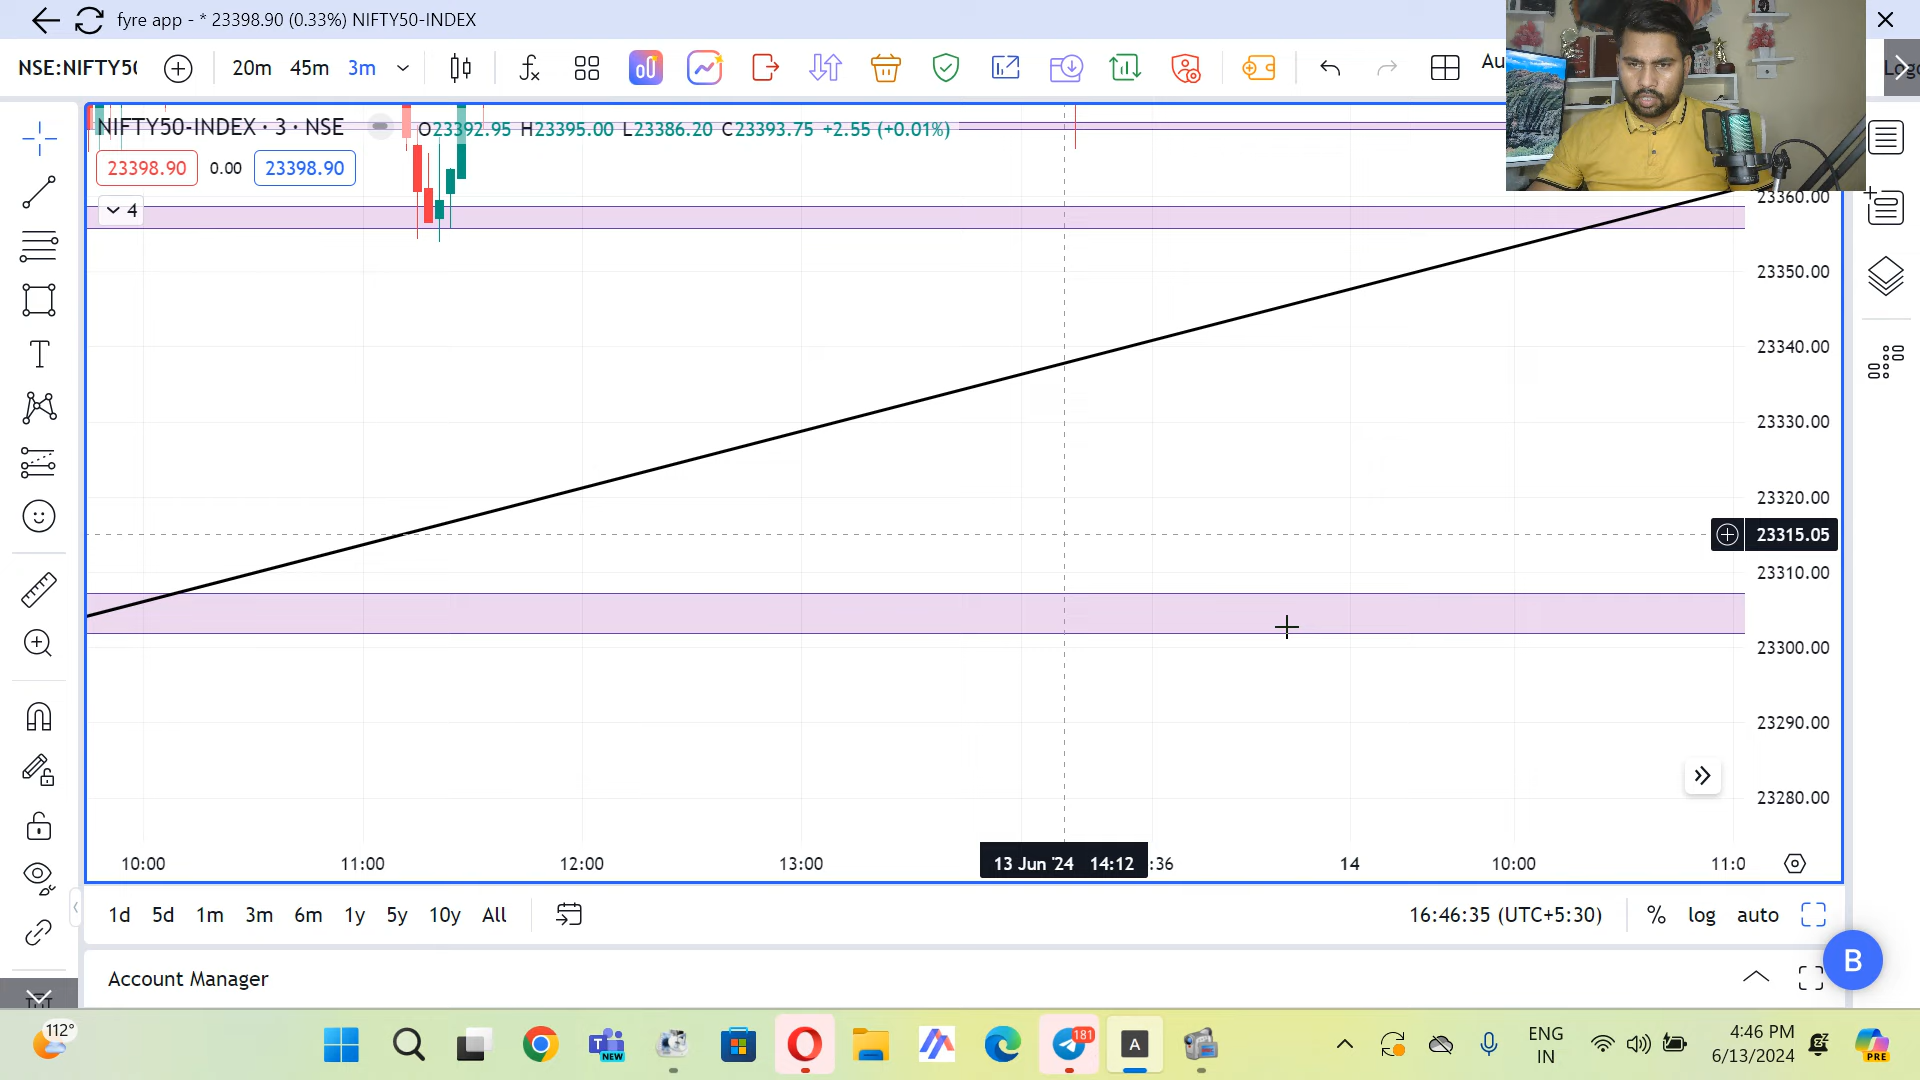 fyre app - * 23398.90 (0.33%) NIFTY50-INDEX
NSE:NIFTY50
20m 45m 3m
Au
NIFTY50-INDEX · 3 · NSE
O23392.95 H23395.00 L23386.20 C23393.75 +2.55 (+0.01%)
23398.90 0.00 23398.90
4
23360.00
23350.00
23340.00
23330.00
23320.00
23315.05
23310.00
23300.00
23290.00
23280.00
10:00 11:00 12:00 13:00 13 Jun '24 14:12 :36 14 10:00 11:0
1d 5d 1m 3m 6m 1y 5y 10y All
16:46:35 (UTC+5:30) % log auto
B
Account Manager
112°
T
NEW
181
A
ENG
IN
4:46 PM
6/13/2024
PRE